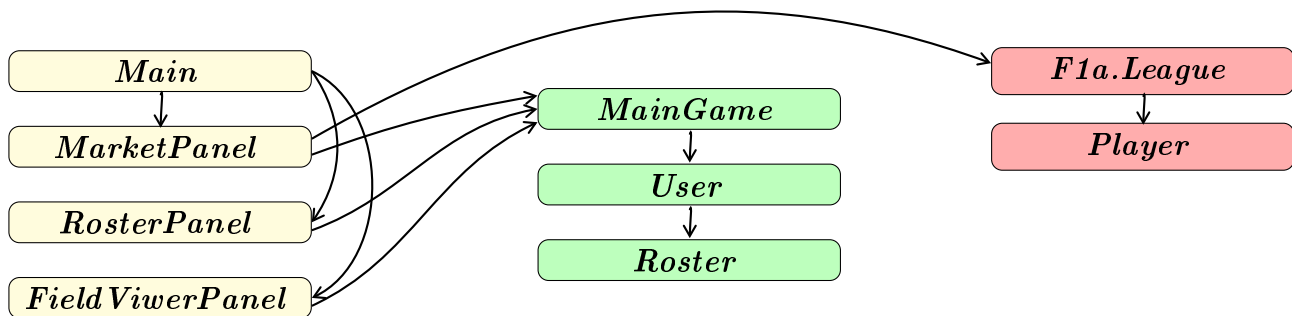 Main
MarketPanel
RosterPanel
FieldViwerPanel
MainGame
User
Roster
F1a.League
Player